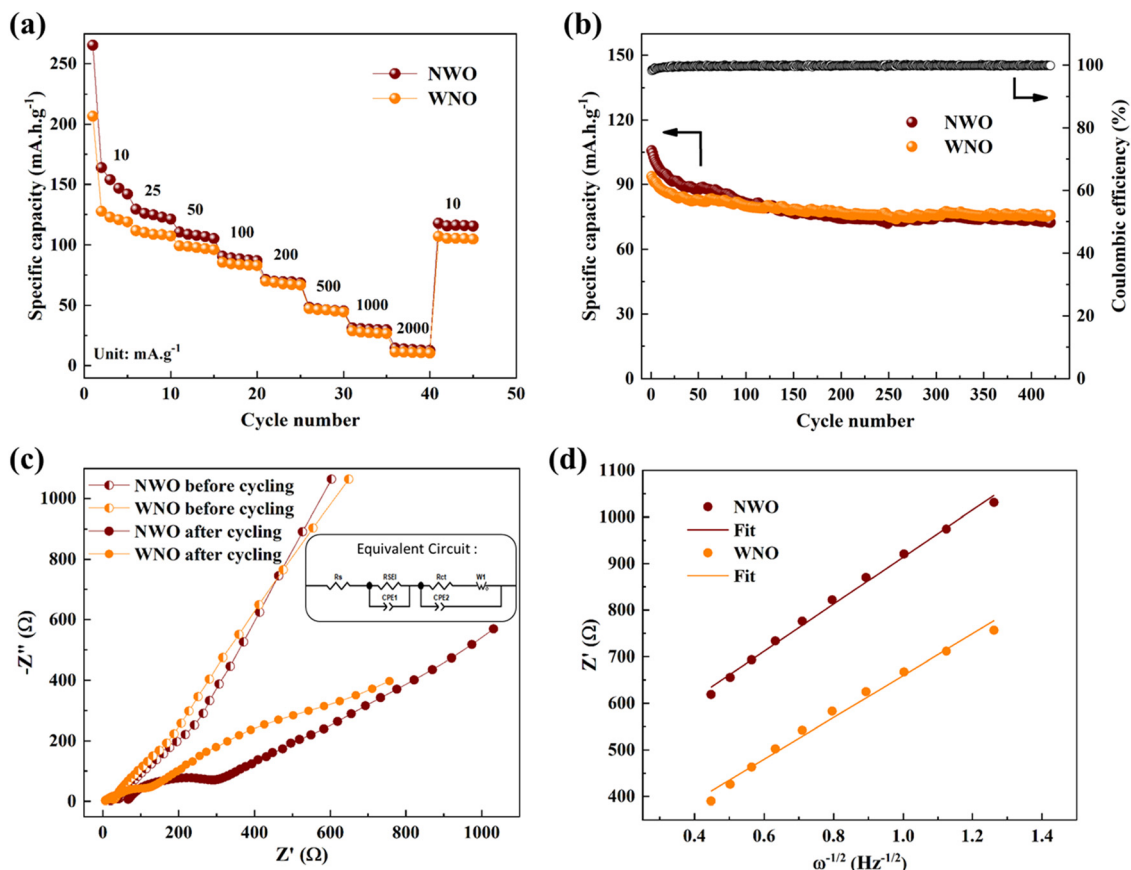 (a)
Specific capacity (mA.h.g⁻¹)
250
200
150
100
50
0
NWO
WNO
10
25
50
100
200
500
1000
2000
10
Unit: mA.g⁻¹
0
10
20
30
40
50
Cycle number
(b)
Specific capacity (mA.h.g⁻¹)
150
120
90
60
30
0
NWO
WNO
100
80
60
40
20
0
Coulombic efficiency (%)
0
50
100
150
200
250
300
350
400
Cycle number
(c)
-Z'' (Ω)
1000
800
600
400
200
0
NWO before cycling
WNO before cycling
NWO after cycling
WNO after cycling
Equivalent Circuit :
Rs
RSEI
CPE1
Rct
W1
CPE2
0
200
400
600
800
1000
Z' (Ω)
(d)
Z' (Ω)
1100
1000
900
800
700
600
500
400
NWO
Fit
WNO
Fit
0.4
0.6
0.8
1.0
1.2
1.4
ω⁻¹/² (Hz⁻¹/²)